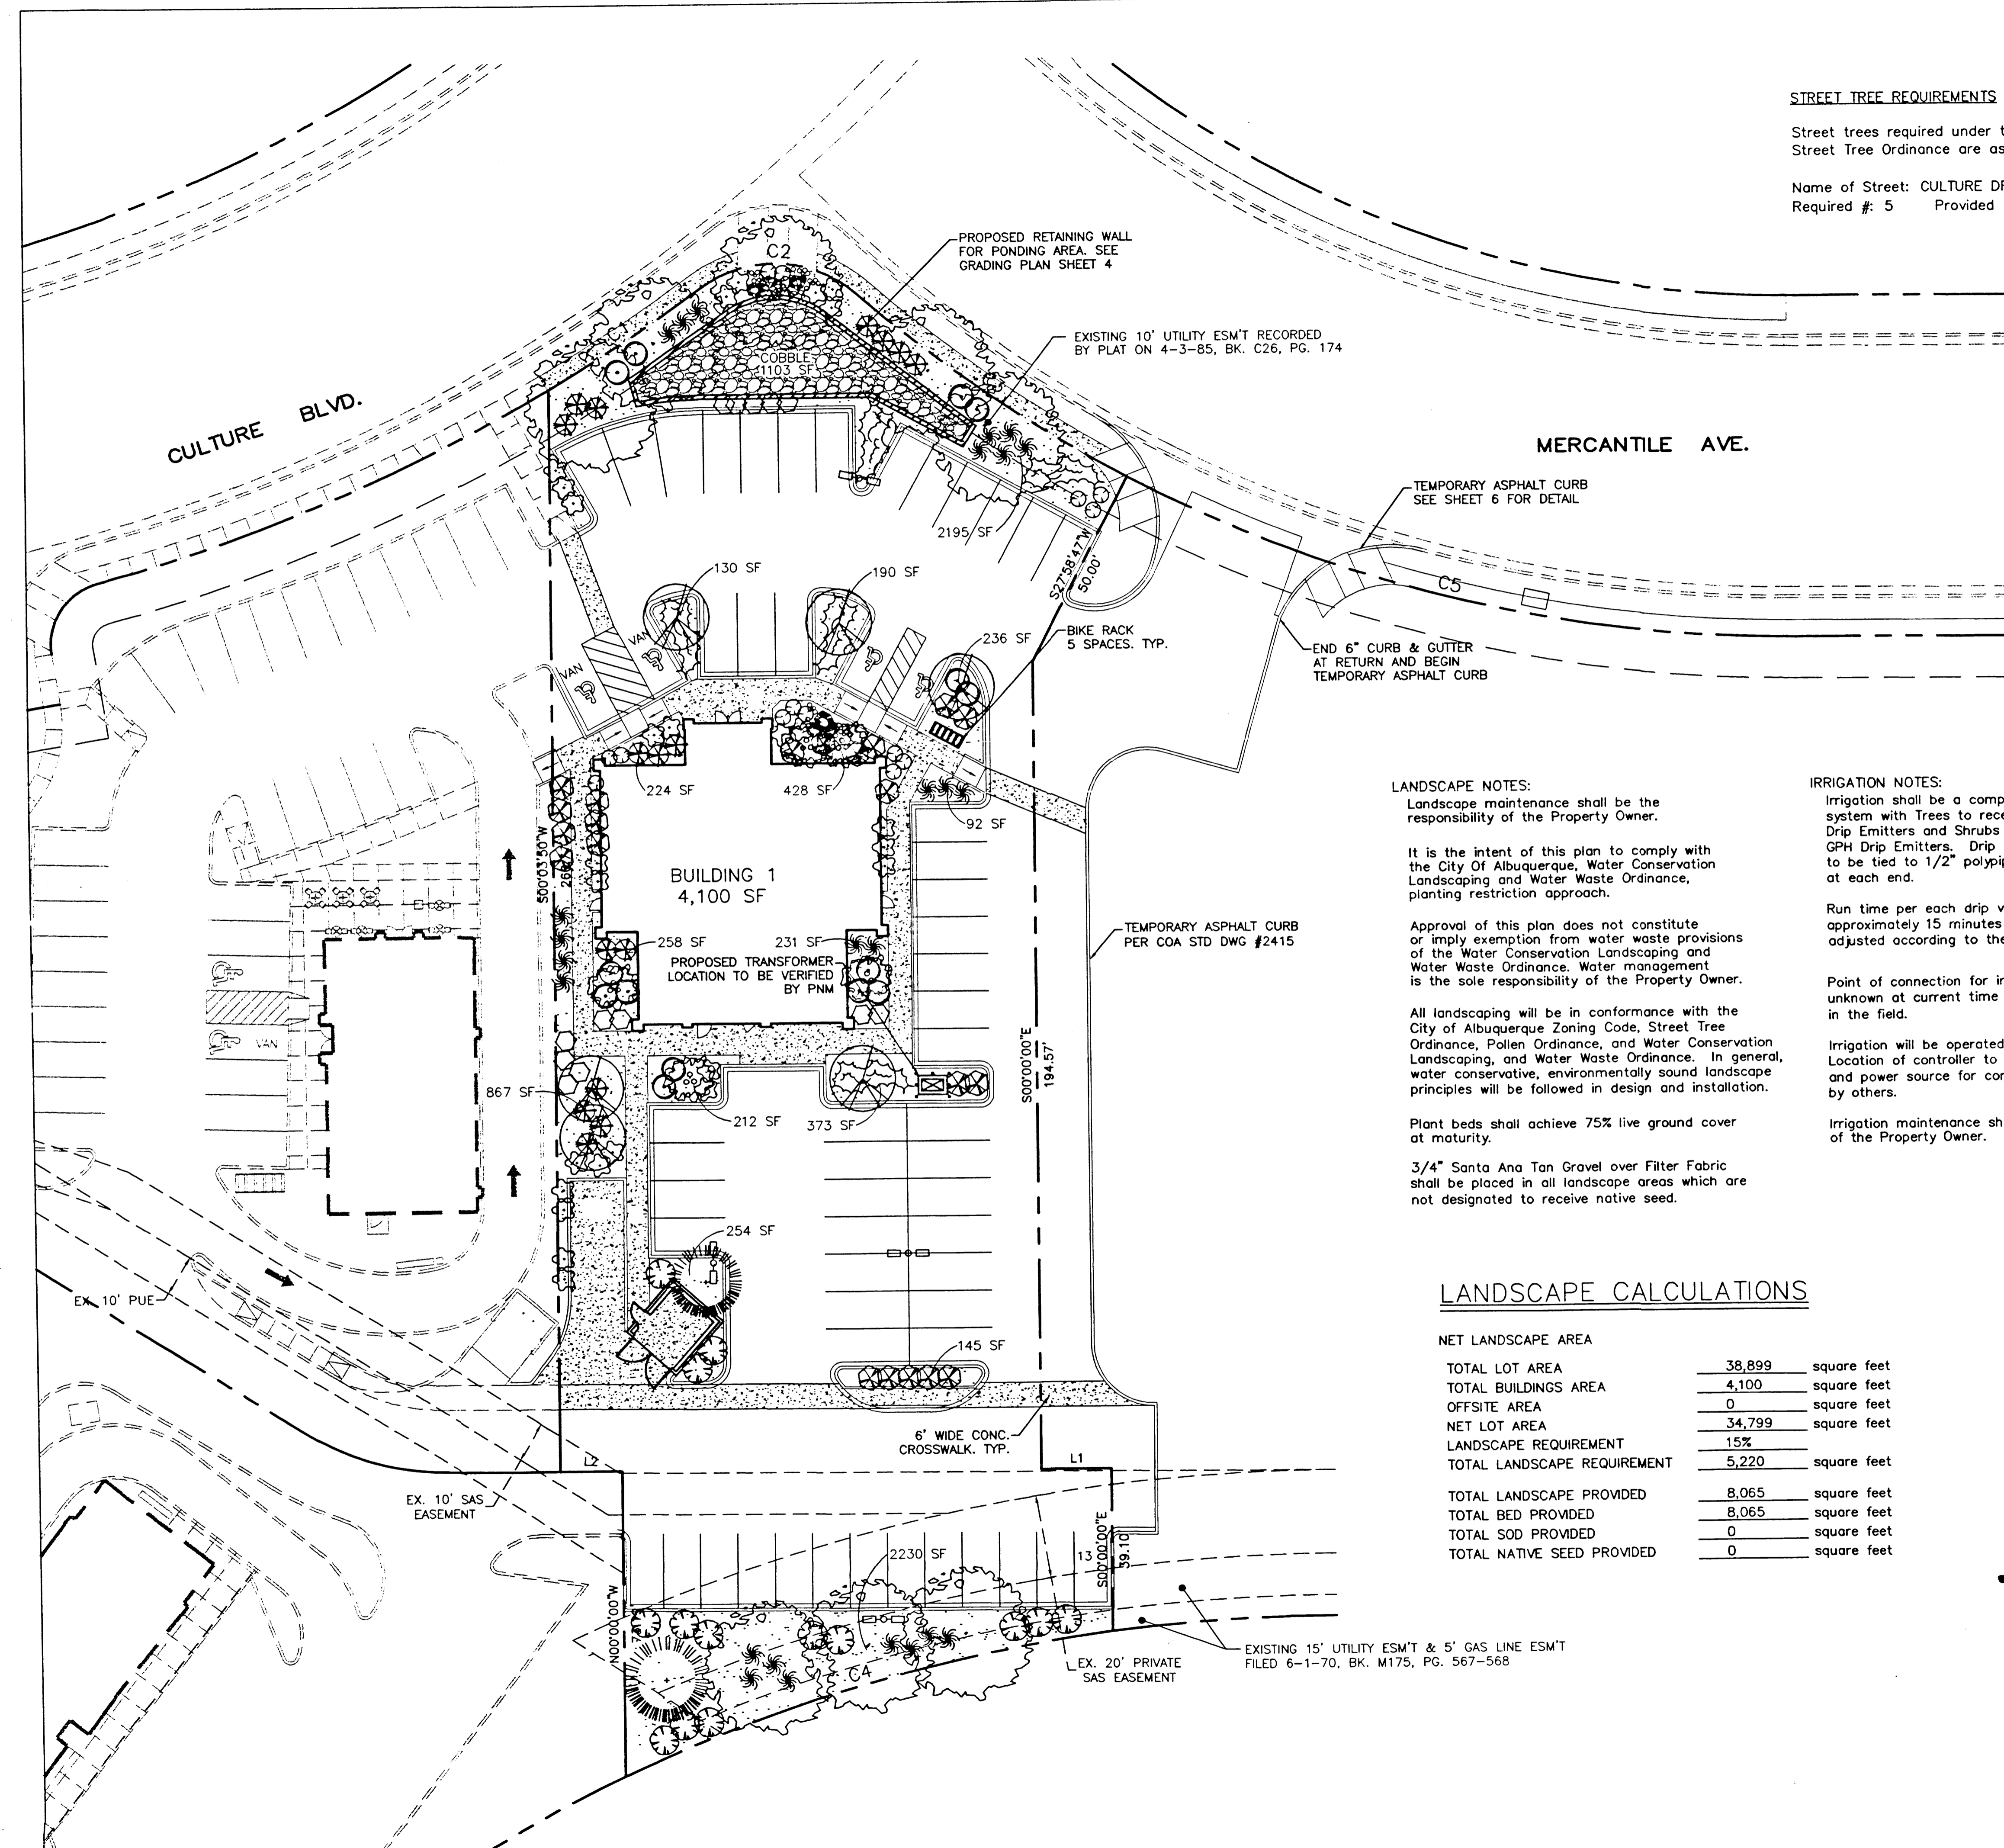 STREET TREE REQUIREMENTS
Street trees required under
Street Tree Ordinance are as
Name of Street: CULTURE
Required #: 5 Provided
PROPOSED RETAINING WALL
FOR PONDING AREA. SEE
GRADING PLAN SHEET 4
C2
EXISTING 10' UTILITY ESM'T RECORDED
BY PLAT ON 4-3-85, BK. C26, PG. 174
COBBLE
1103 SF
CULTURE BLVD.
MERCANTILE AVE.
TEMPORARY ASPHALT CURB
SEE SHEET 6 FOR DETAIL
2195 SF
S27°58'47"W
50.00'
C5
130 SF
190 SF
236 SF
BIKE RACK
5 SPACES. TYP.
END 6" CURB & GUTTER
AT RETURN AND BEGIN
TEMPORARY ASPHALT CURB
VAN
VAN
224 SF
428 SF
92 SF
BUILDING 1
4,100 SF
S00°03'50"W
258 SF
231 SF
PROPOSED TRANSFORMER
LOCATION TO BE VERIFIED
BY PNM
TEMPORARY ASPHALT CURB
PER COA STD DWG #2415
VAN
S00°00'00"E
194.57
867 SF
212 SF
373 SF
254 SF
EX. 10' PUE
145 SF
6' WIDE CONC.
CROSSWALK. TYP.
L2
L1
EX. 10' SAS
EASEMENT
2230 SF
13
S00°00'00"E
39.10
N00°00'00"W
C4
EX. 20' PRIVATE
SAS EASEMENT
EXISTING 15' UTILITY ESM'T & 5' GAS LINE ESM'T
FILED 6-1-70, BK. M175, PG. 567-568
LANDSCAPE NOTES:
Landscape maintenance shall be the
responsibility of the Property Owner.
It is the intent of this plan to comply with
the City Of Albuquerque, Water Conservation
Landscaping and Water Waste Ordinance,
planting restriction approach.
Approval of this plan does not constitute
or imply exemption from water waste provisions
of the Water Conservation Landscaping and
Water Waste Ordinance. Water management
is the sole responsibility of the Property Owner.
All landscaping will be in conformance with the
City of Albuquerque Zoning Code, Street Tree
Ordinance, Pollen Ordinance, and Water Conservation
Landscaping, and Water Waste Ordinance. In general,
water conservative, environmentally sound landscape
principles will be followed in design and installation.
Plant beds shall achieve 75% live ground cover
at maturity.
3/4" Santa Ana Tan Gravel over Filter Fabric
shall be placed in all landscape areas which are
not designated to receive native seed.
IRRIGATION NOTES:
Irrigation shall be a comp
system with Trees to rece
Drip Emitters and Shrubs
GPH Drip Emitters. Drip
to be tied to 1/2" polypip
at each end.
Run time per each drip v
approximately 15 minutes
adjusted according to the
Point of connection for ir
unknown at current time
in the field.
Irrigation will be operated
Location of controller to
and power source for con
by others.
Irrigation maintenance sh
of the Property Owner.
LANDSCAPE CALCULATIONS
NET LANDSCAPE AREA
TOTAL LOT AREA 38,899 square feet
TOTAL BUILDINGS AREA 4,100 square feet
OFFSITE AREA 0 square feet
NET LOT AREA 34,799 square feet
LANDSCAPE REQUIREMENT 15%
TOTAL LANDSCAPE REQUIREMENT 5,220 square feet
TOTAL LANDSCAPE PROVIDED 8,065 square feet
TOTAL BED PROVIDED 8,065 square feet
TOTAL SOD PROVIDED 0 square feet
TOTAL NATIVE SEED PROVIDED 0 square feet